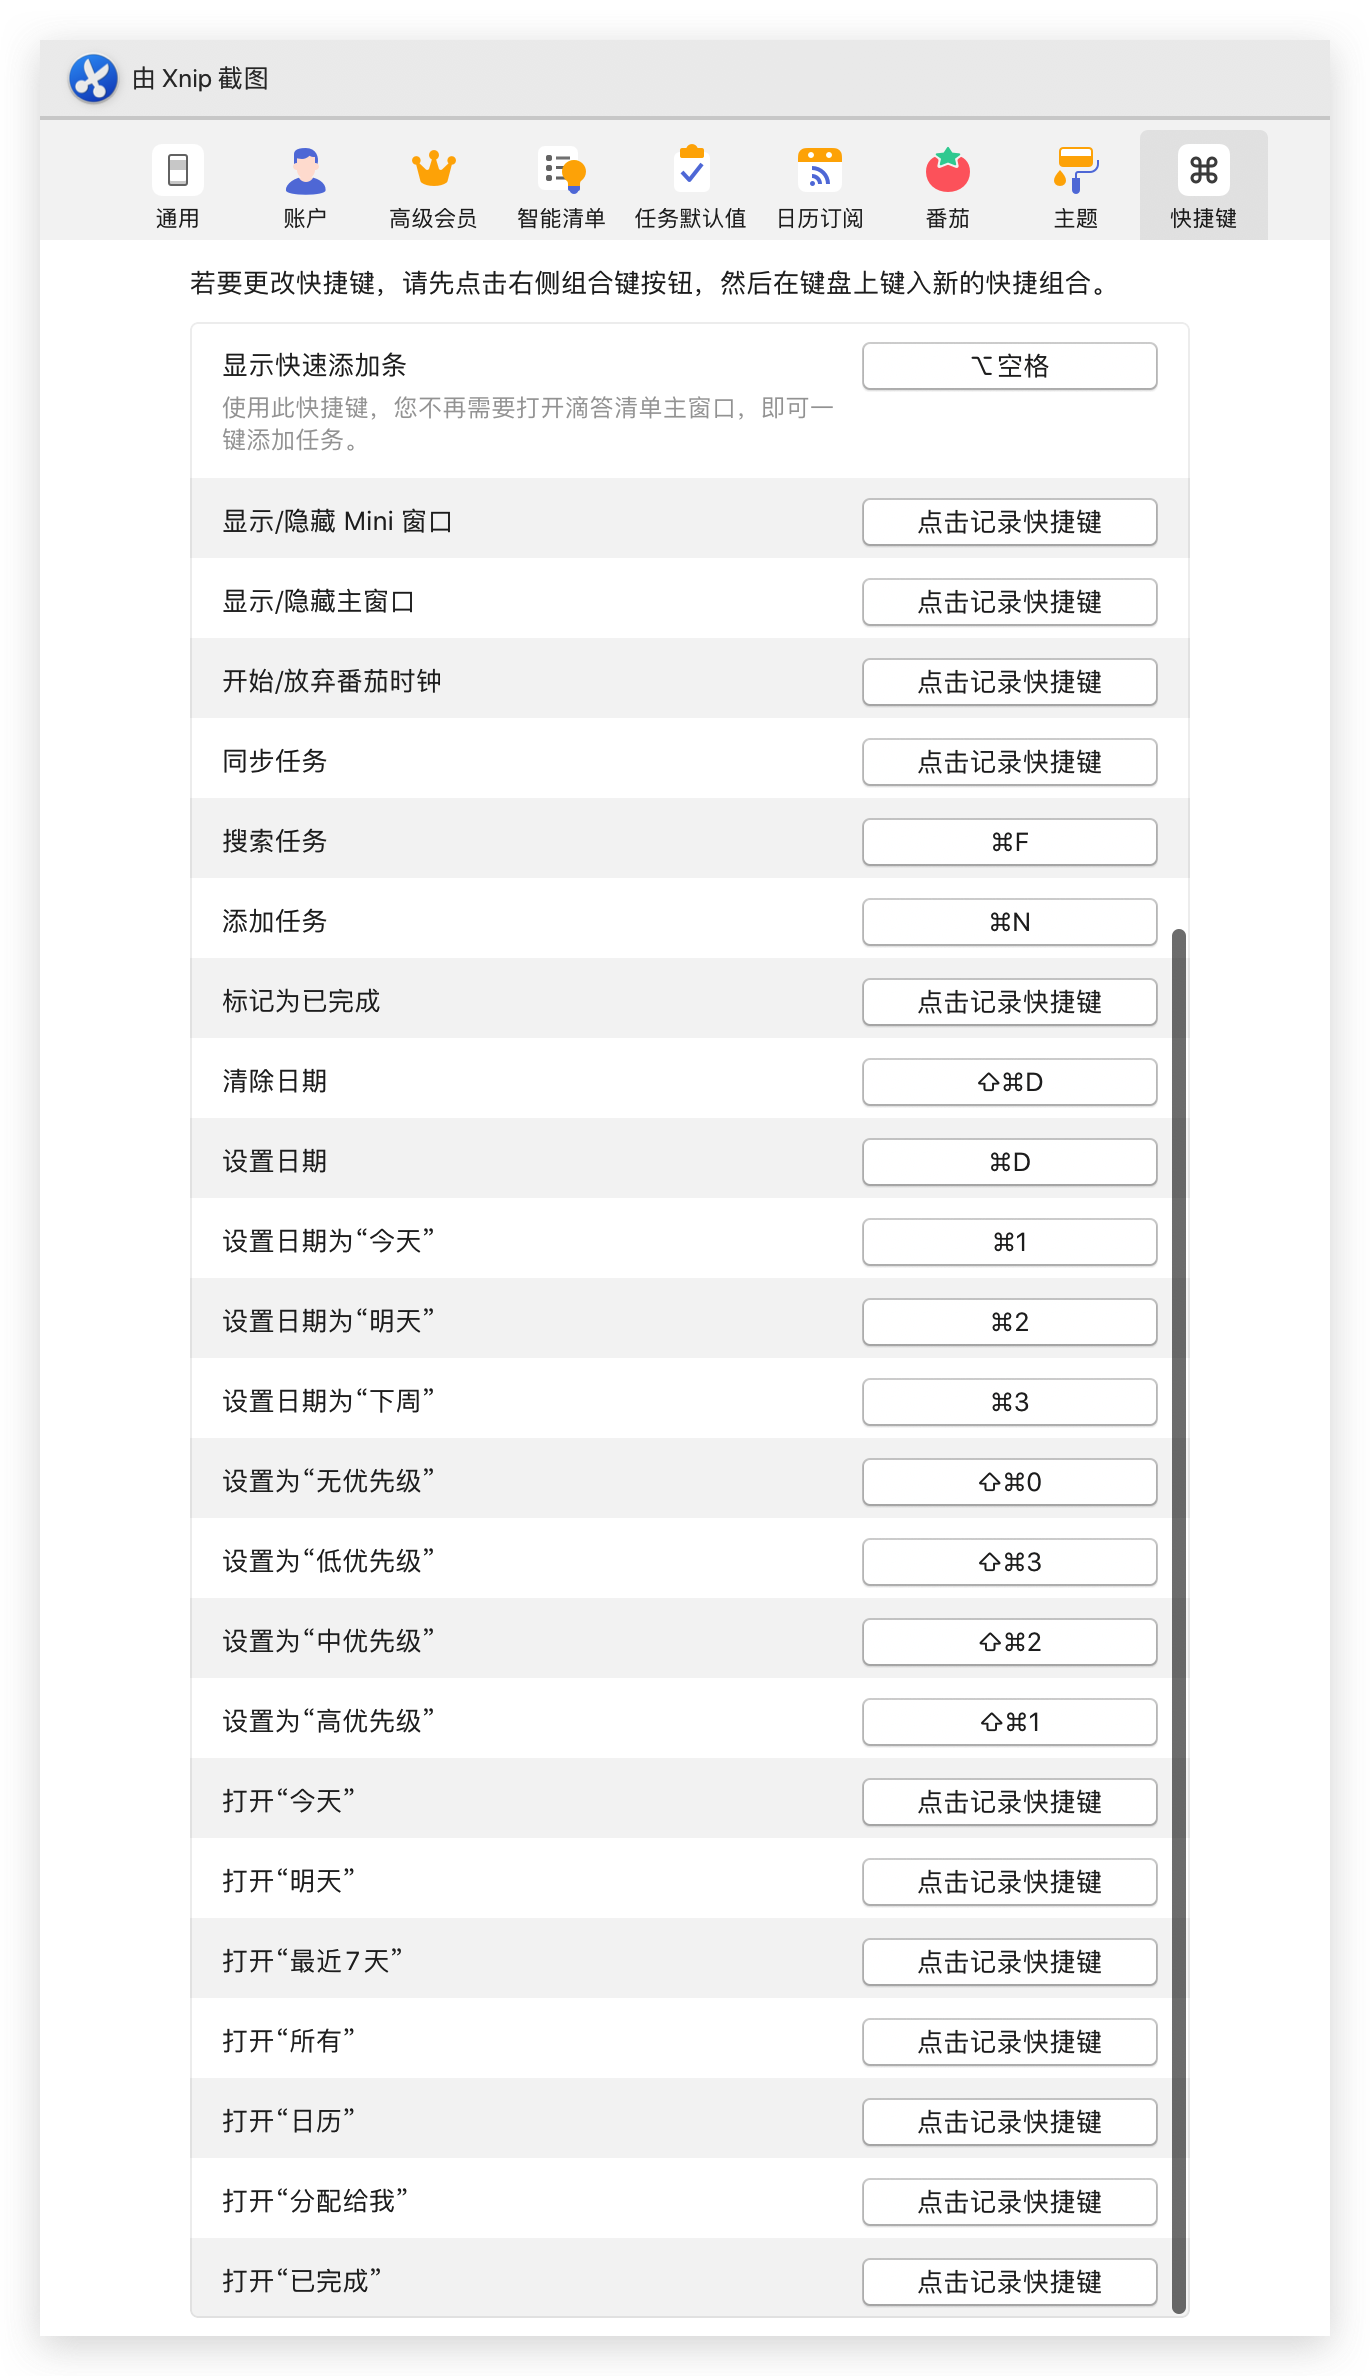 由 Xnip 截图
通用 账户 高级会员 智能清单 任务默认值 日历订阅 番茄 主题 快捷键
若要更改快捷键，请先点击右侧组合键按钮，然后在键盘上键入新的快捷组合。
显示快速添加条 ⌥空格
使用此快捷键，您不再需要打开滴答清单主窗口，即可一
键添加任务。
显示/隐藏 Mini 窗口 点击记录快捷键
显示/隐藏主窗口 点击记录快捷键
开始/放弃番茄时钟 点击记录快捷键
同步任务 点击记录快捷键
搜索任务 ⌘F
添加任务 ⌘N
标记为已完成 点击记录快捷键
清除日期 ⇧⌘D
设置日期 ⌘D
设置日期为“今天” ⌘1
设置日期为“明天” ⌘2
设置日期为“下周” ⌘3
设置为“无优先级” ⇧⌘0
设置为“低优先级” ⇧⌘3
设置为“中优先级” ⇧⌘2
设置为“高优先级” ⇧⌘1
打开“今天” 点击记录快捷键
打开“明天” 点击记录快捷键
打开“最近7天” 点击记录快捷键
打开“所有” 点击记录快捷键
打开“日历” 点击记录快捷键
打开“分配给我” 点击记录快捷键
打开“已完成” 点击记录快捷键